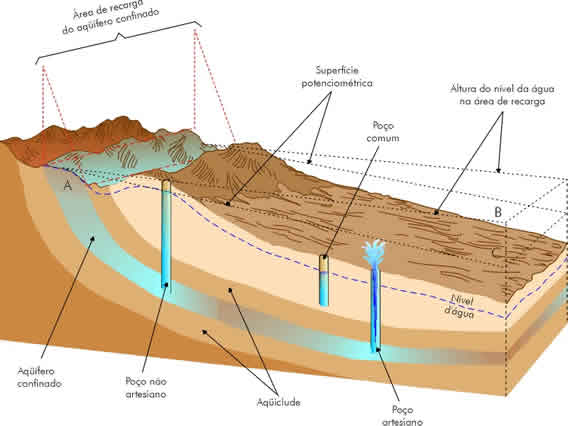 Área de recarga
do aqüífero confinado
Superfície
potenciométrica
Altura do nível da água
na área de recarga
Poço
comum
A
B
C
Nível
d'água
Aqüífero
confinado
Poço não
artesiano
Aqüiclude
Poço
artesiano